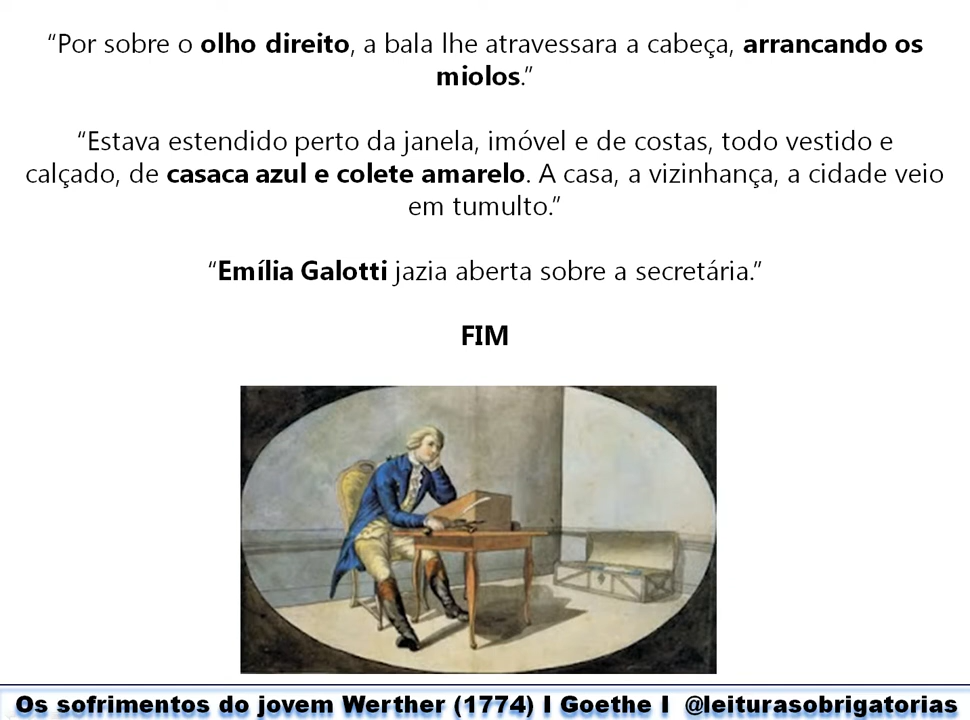 “Por sobre o olho direito, a bala lhe atravessara a cabeça, arrancando os
miolos.”
“Estava estendido perto da janela, imóvel e de costas, todo vestido e
calçado, de casaca azul e colete amarelo. A casa, a vizinhança, a cidade veio
em tumulto.”
“Emília Galotti jazia aberta sobre a secretária.”
FIM
Os sofrimentos do jovem Werther (1774) I Goethe I @leiturasobrigatorias